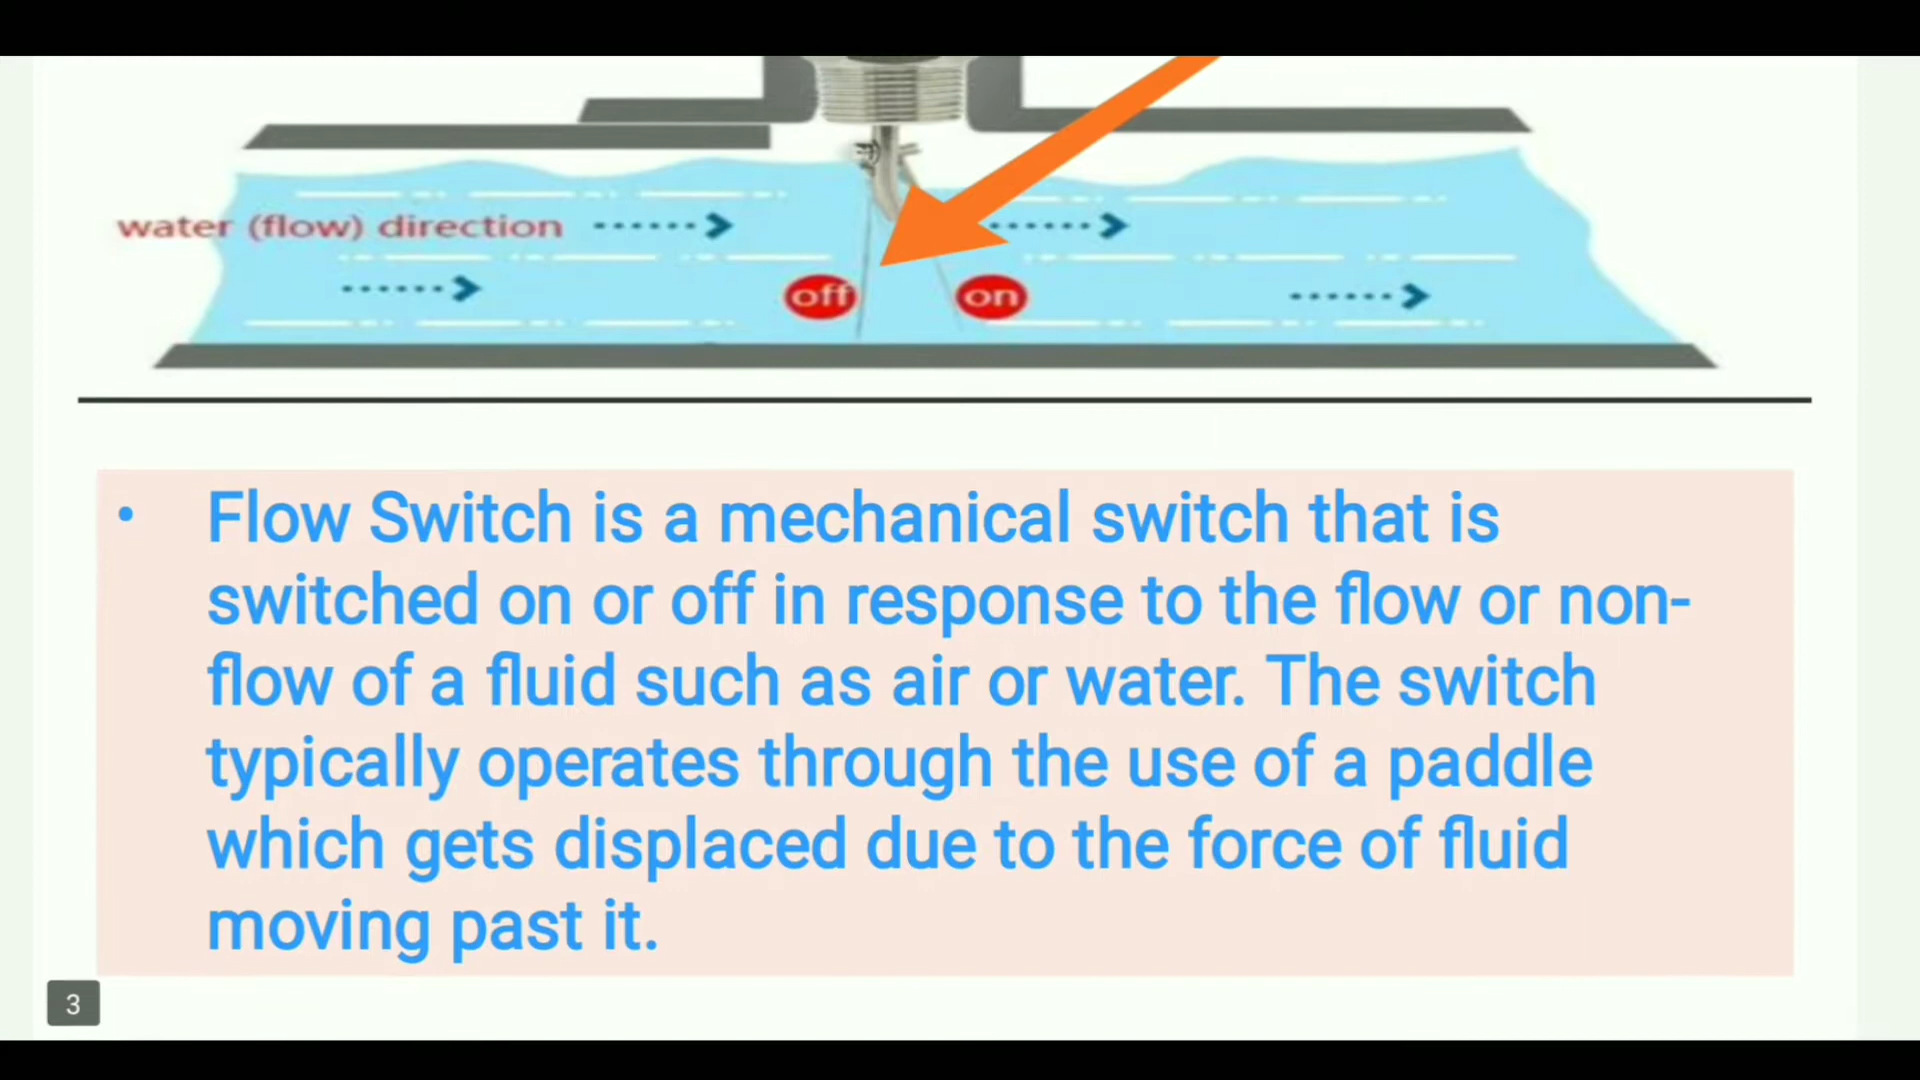 water (flow) direction
off
on
• Flow Switch is a mechanical switch that is
switched on or off in response to the flow or non-
flow of a fluid such as air or water. The switch
typically operates through the use of a paddle
which gets displaced due to the force of fluid
moving past it.
3